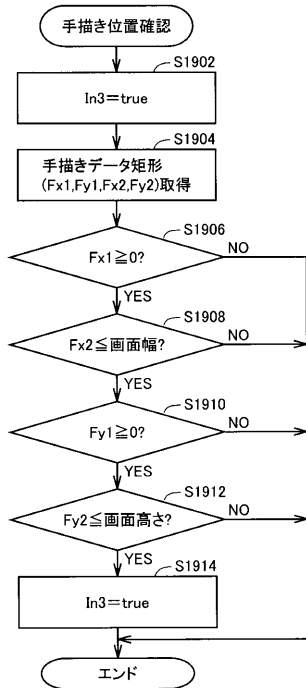 手描き位置確認
S1902
In3=true
S1904
手描きデータ矩形
(Fx1,Fy1,Fx2,Fy2)取得
S1906
Fx1≧0?
NO
YES
S1908
Fx2≦画面幅?
NO
YES
S1910
Fy1≧0?
NO
YES
S1912
Fy2≦画面高さ?
NO
YES
S1914
In3=true
エンド